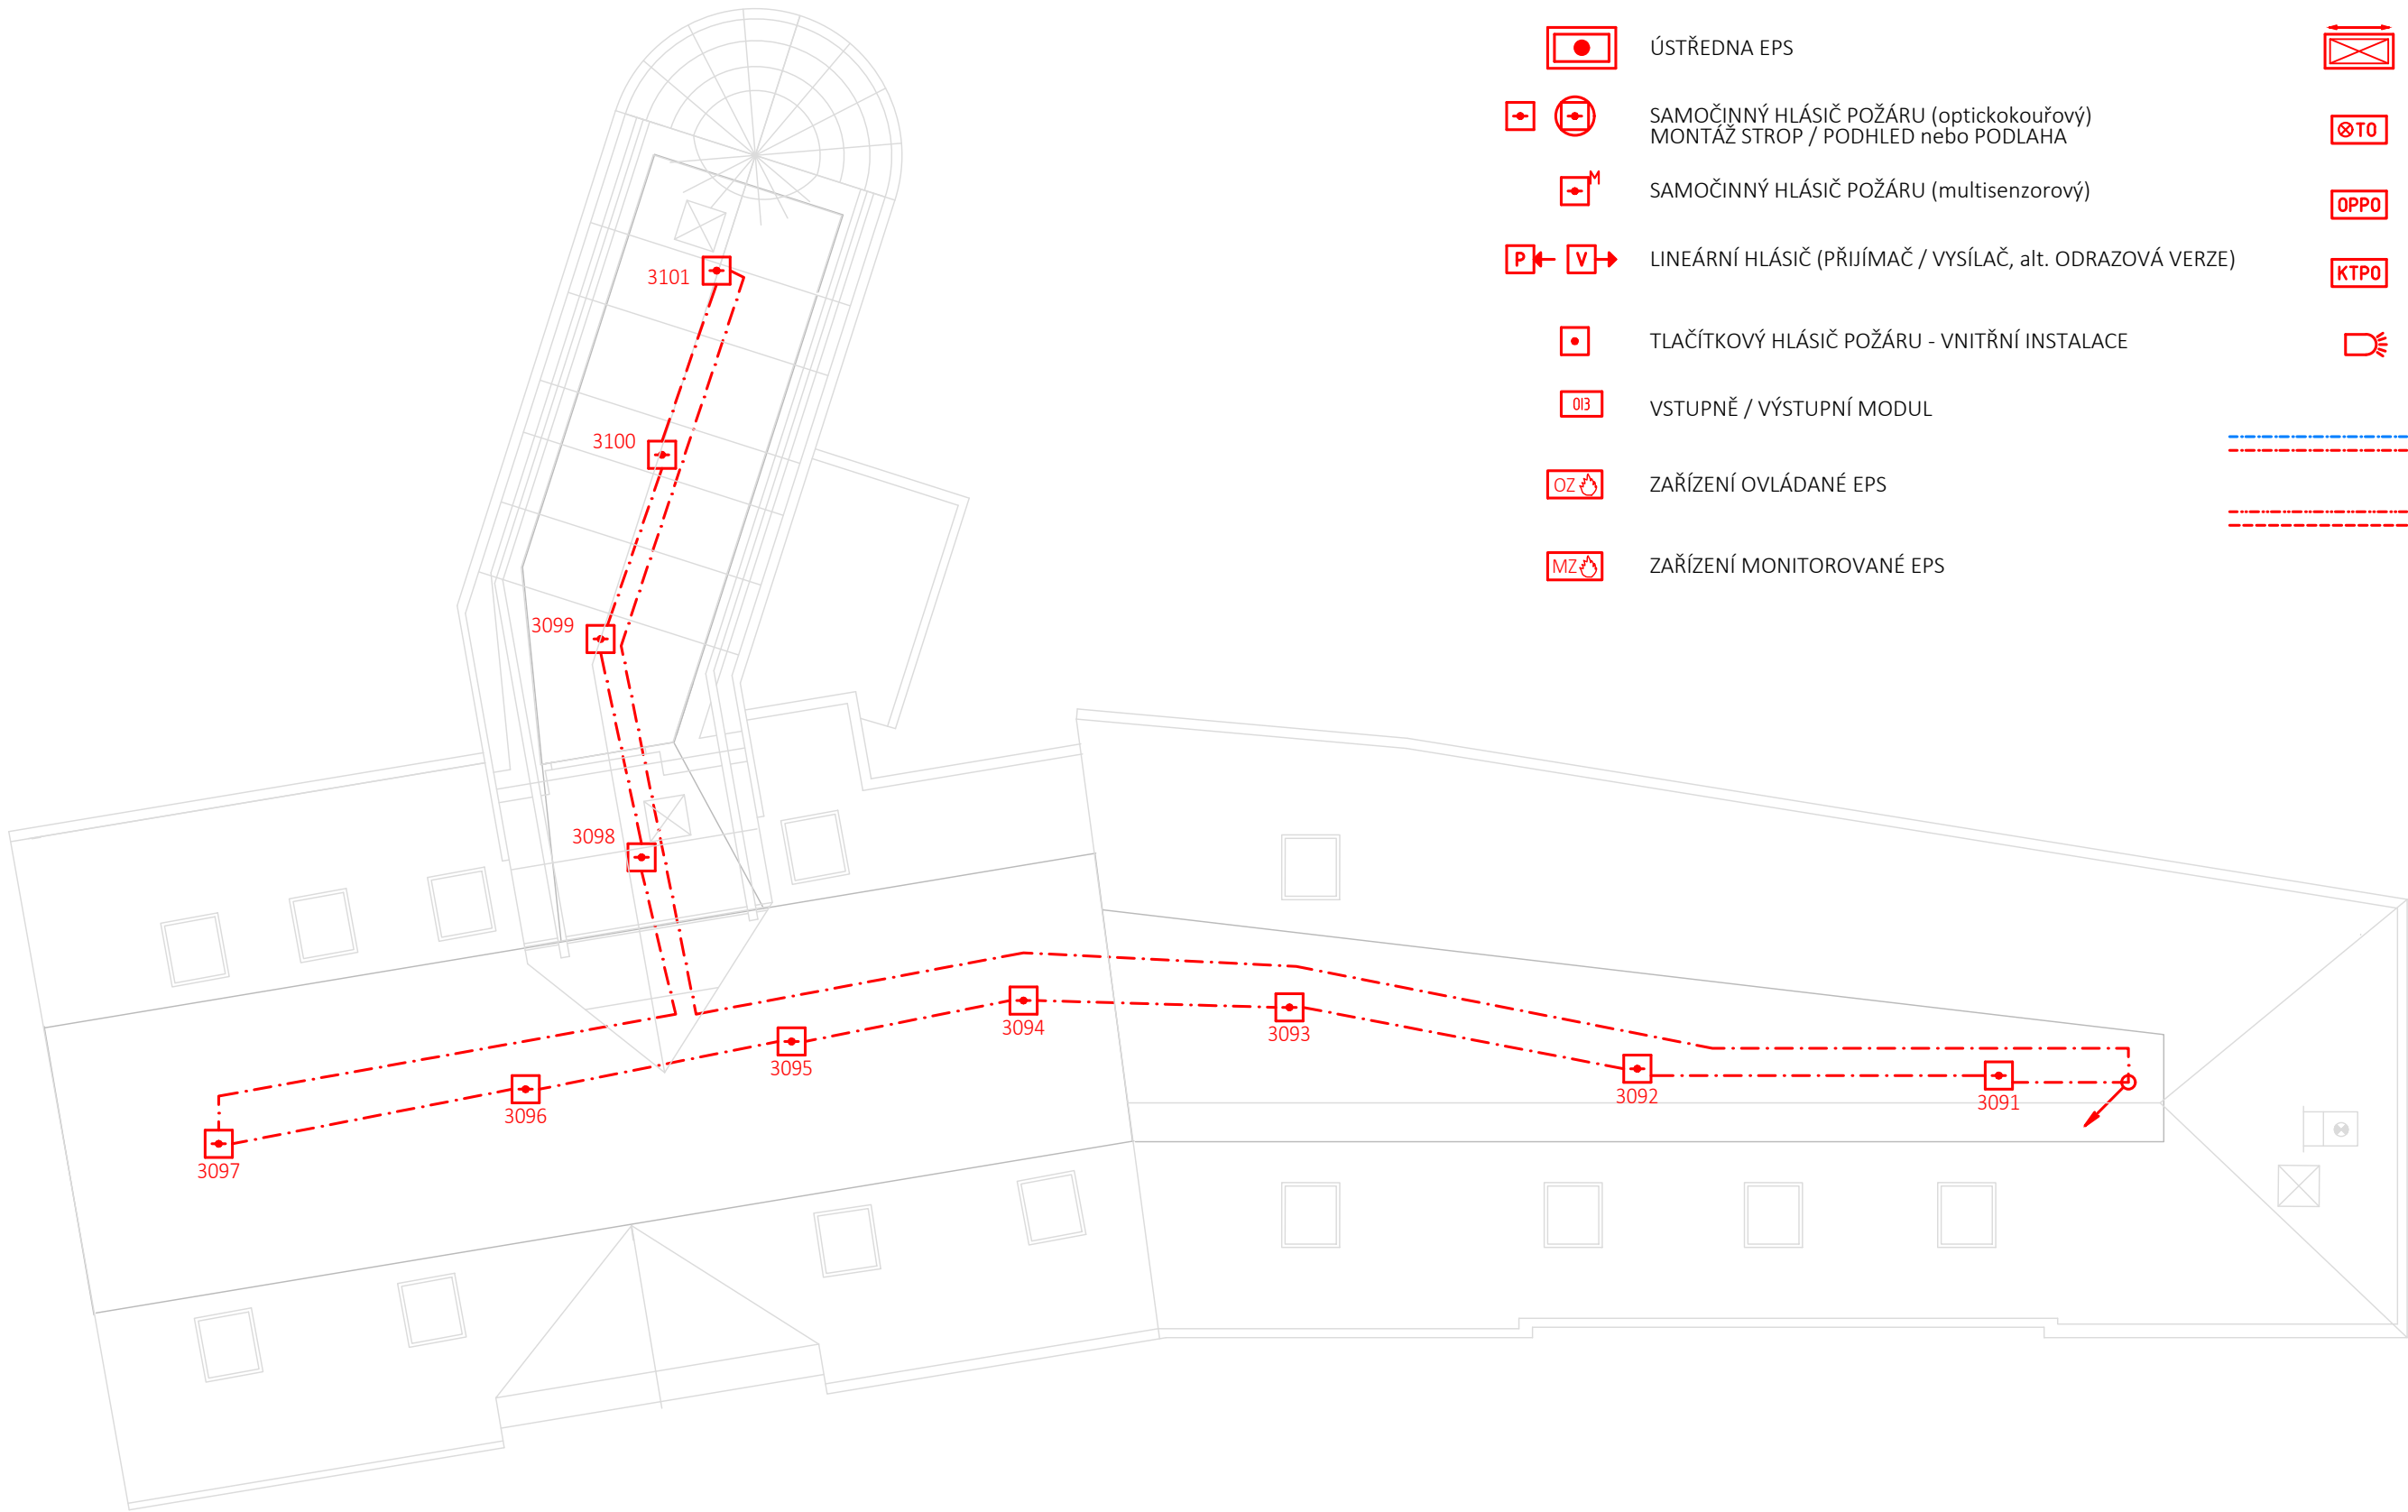 ÚSTŘEDNA EPS
SAMOČINNÝ HLÁSIČ POŽÁRU (optickokouřový)
MONTÁŽ STROP / PODHLED nebo PODLAHA
TO
M
SAMOČINNÝ HLÁSIČ POŽÁRU (multisenzorový)
OPPO
P V
LINEÁRNÍ HLÁSIČ (PŘIJÍMAČ / VYSÍLAČ, alt. ODRAZOVÁ VERZE)
KTPO
TLAČÍTKOVÝ HLÁSIČ POŽÁRU - VNITŘNÍ INSTALACE
VSTUPNĚ / VÝSTUPNÍ MODUL
OZ
ZAŘÍZENÍ OVLÁDANÉ EPS
MZ
ZAŘÍZENÍ MONITOROVANÉ EPS
3101
3100
3099
3098
3094
3093
3095
3092
3091
3096
3097